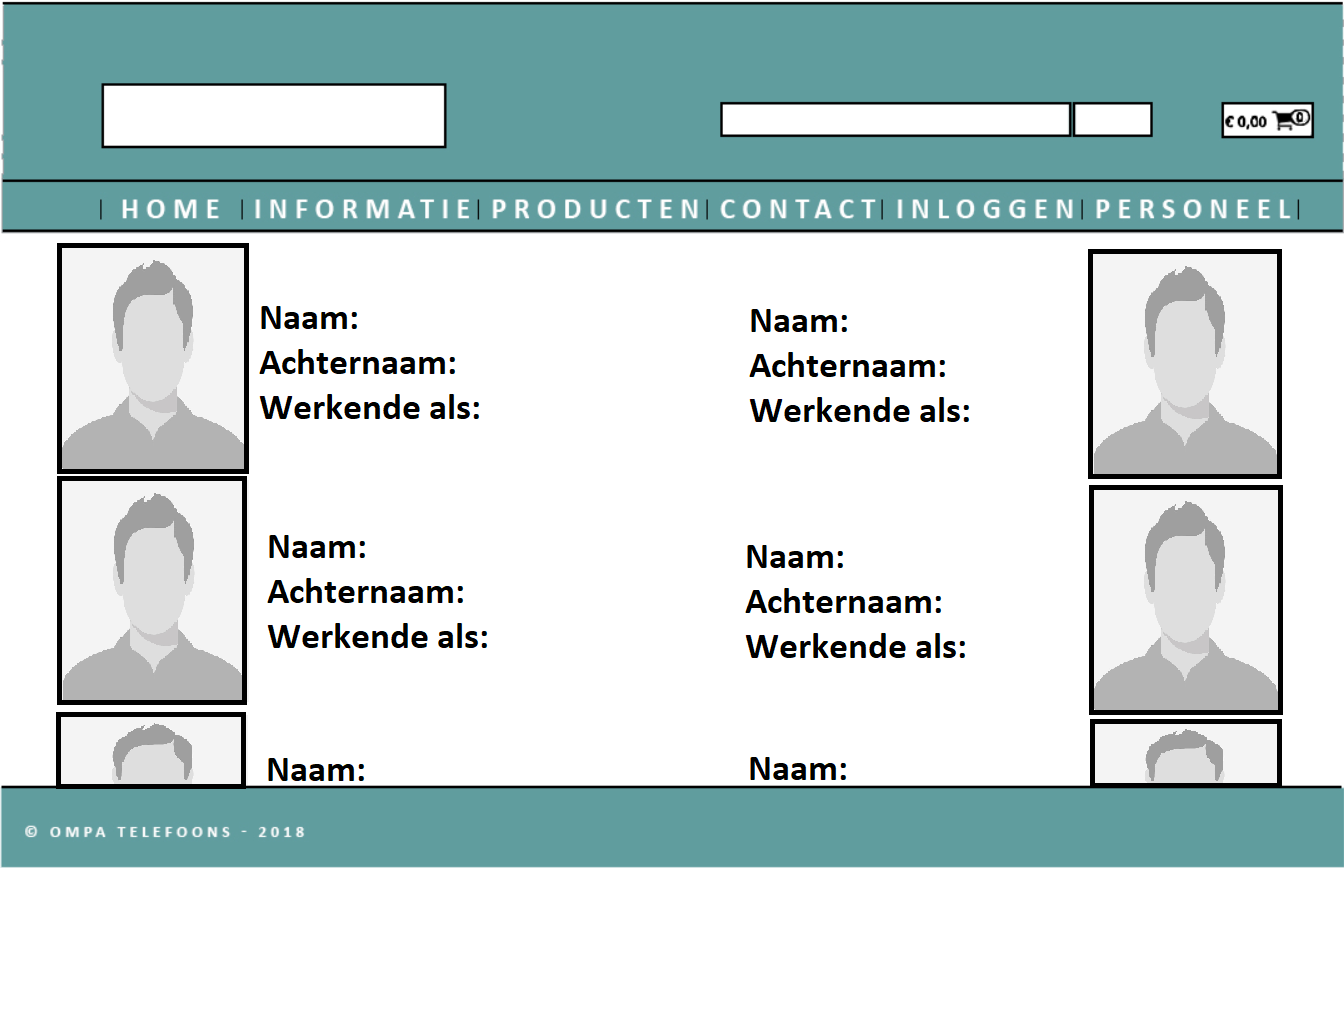 € 0,00 0
HOME | INFORMATIE | PRODUCTEN | CONTACT | INLOGGEN | PERSONEEL
Naam:
Achternaam:
Werkende als:
Naam:
Achternaam:
Werkende als:
Naam:
Achternaam:
Werkende als:
Naam:
Achternaam:
Werkende als:
Naam:
Naam:
© OMPA TELEFOONS - 2018